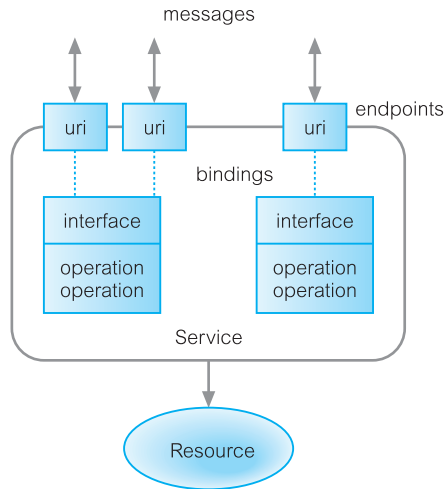 messages
endpoints
uri
uri
uri
bindings
interface
operation
operation
interface
operation
operation
Service
Resource